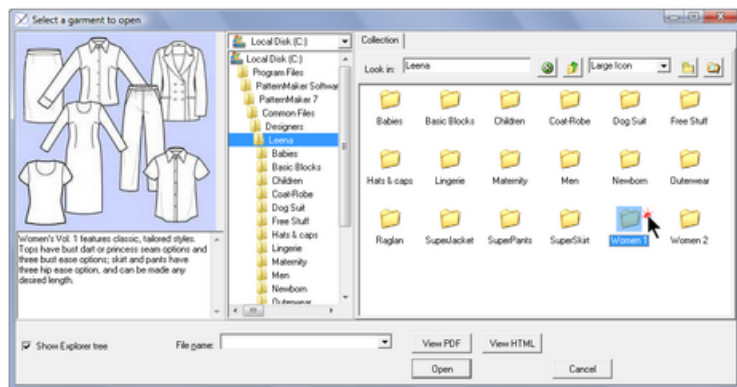 Select a garment to open
Local Disk (C:)
Collection
Local Disk (C:)
Program Files
PatternMaker Softwar
PatternMaker 7
Common Files
Designers
Leena
Babies
Basic Blocks
Children
Coat-Robe
Dog Suit
Free Stuff
Hats & caps
Lingerie
Maternity
Men
Newborn
Outerwear
Look in: Leena
Large Icon
Babies Basic Blocks Children Coat-Robe Dog Suit Free Stuff
Hats & caps Lingerie Maternity Men Newborn Outerwear
Raglan SuperJacket SuperPants SuperSkirt Women 1 Women 2
Women's Vol. 1 features classic, tailored styles.
Tops have bust dart or princess seam options and
three bust ease options; skirt and pants have
three hip ease option, and can be made any
desired length.
Show Explorer tree
File name:
View PDF View HTML
Open Cancel